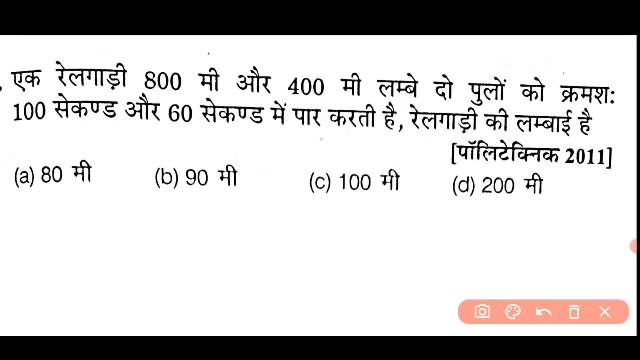 एक रेलगाड़ी 800 मी और 400 मी लम्बे दो पुलों को क्रमश:
100 सेकण्ड और 60 सेकण्ड में पार करती है, रेलगाड़ी की लम्बाई है
[पॉलिटेक्निक 2011]
(a) 80 मी (b) 90 मी (c) 100 मी (d) 200 मी